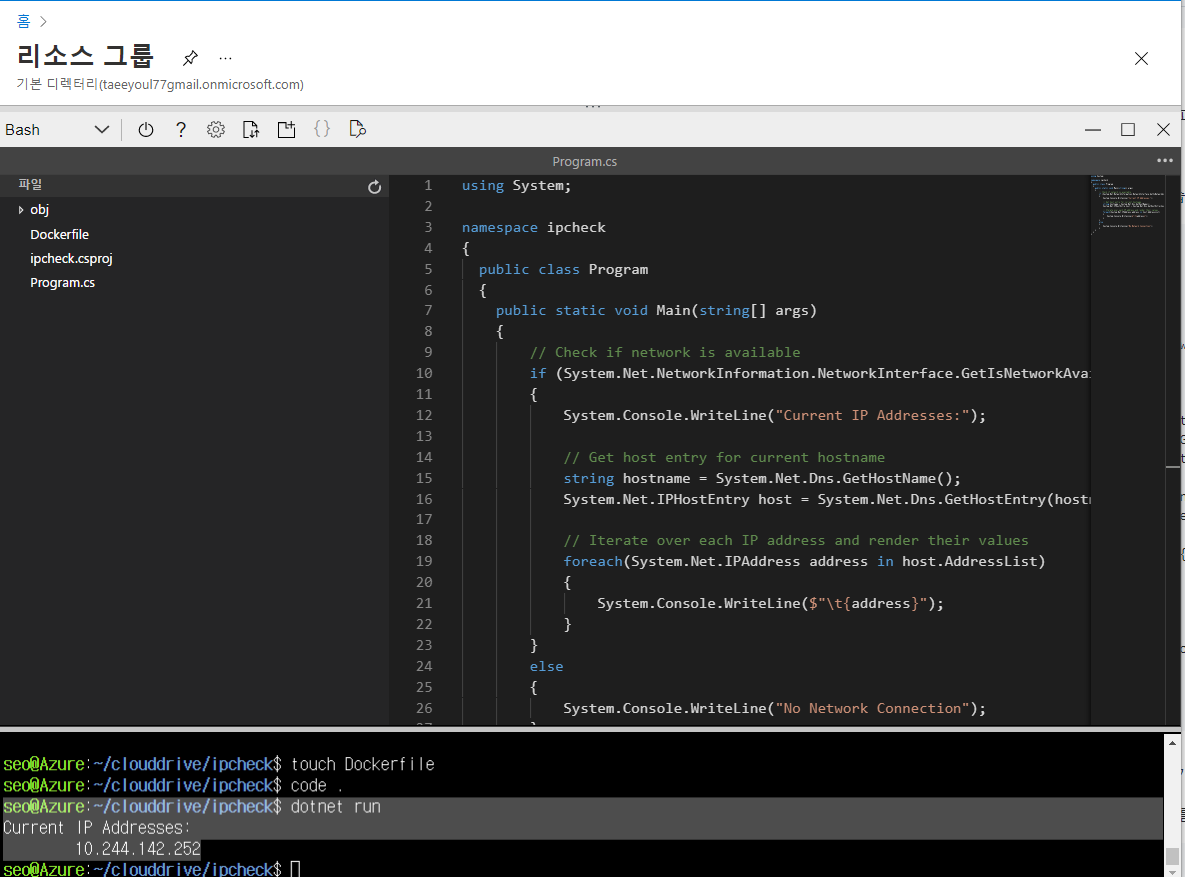 홈 >
리소스 그룹
기본 디렉터리(taeeyoul77gmail.onmicrosoft.com)
Bash
Program.cs
파일
obj
Dockerfile
ipcheck.csproj
Program.cs
1 using System;
2
3 namespace ipcheck
4 {
5 public class Program
6 {
7 public static void Main(string[] args)
8 {
9 // Check if network is available
10 if (System.Net.NetworkInformation.NetworkInterface.GetIsNetworkAvai
11 {
12 System.Console.WriteLine("Current IP Addresses:");
13
14 // Get host entry for current hostname
15 string hostname = System.Net.Dns.GetHostName();
16 System.Net.IPHostEntry host = System.Net.Dns.GetHostEntry(hostn
17
18 // Iterate over each IP address and render their values
19 foreach(System.Net.IPAddress address in host.AddressList)
20 {
21 System.Console.WriteLine($"\t{address}");
22 }
23 }
24 else
25 {
26 System.Console.WriteLine("No Network Connection");
seo@Azure:~/clouddrive/ipcheck$ touch Dockerfile
seo@Azure:~/clouddrive/ipcheck$ code .
seo@Azure:~/clouddrive/ipcheck$ dotnet run
Current IP Addresses:
10.244.142.252
seo@Azure:~/clouddrive/ipcheck$